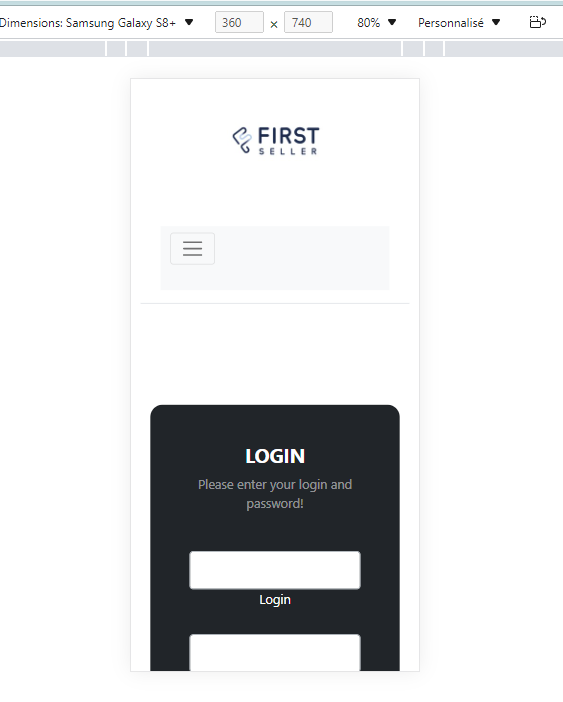 Dimensions: Samsung Galaxy S8+ 360 × 740 80% Personnalisé
FIRST
SELLER
LOGIN
Please enter your login and
password!
Login